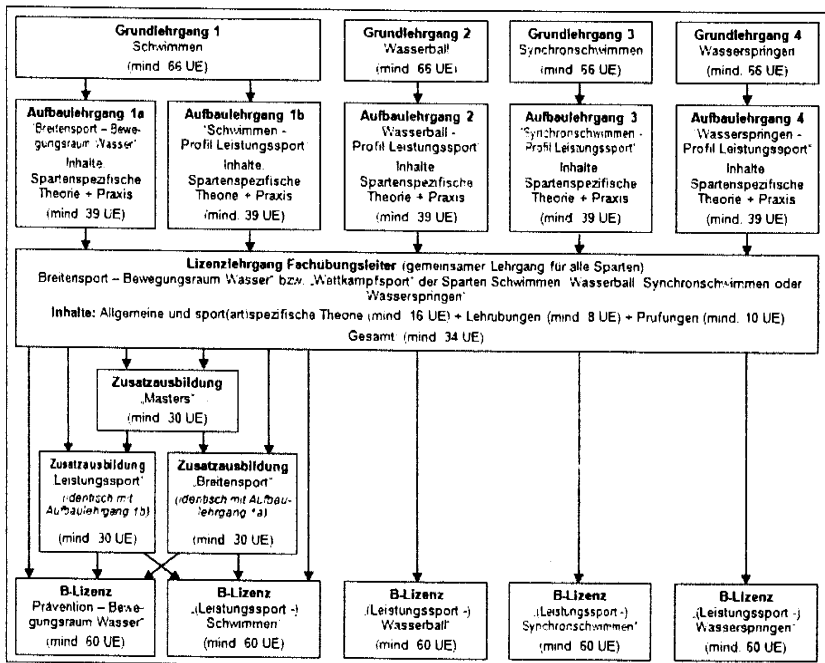 Grundlehrgang 1
Schwimmen
(mind 66 UE)
Grundlehrgang 2
Wasserball
(mind 66 UE)
Grundlehrgang 3
Synchronschwimmen
(mind. 66 UE)
Grundlehrgang 4
Wasserspringen
(mind. 66 UE)
Aufbaulehrgang 1a
"Breitensport – Bewe-
gungsraum Wasser"
Inhalte.
Spartenspezifische
Theorie + Praxis
(mind 39 UE)
Aufbaulehrgang 1b
"Schwimmen -
Profil Leistungssport
Inhalte.
Spartenspezifische
Theorie + Praxis
(mind. 39 UE)
Aufbaulehrgang 2
Wasserball -
Profil Leistungssport
Inhalte
Spartenspezifische
Theorie + Praxis
(mind. 39 UE)
Aufbaulehrgang 3
"Synchronschwimmen -
Profil Leistungssport"
Inhalte
Spartenspezifische
Theorie + Praxis
(mind. 39 UE)
Aufbaulehrgang 4
"Wasserspringen -
Profil Leistungssport"
Inhalte
Spartenspezifische
Theorie + Praxis
(mind. 39 UE)
Lizenzlehrgang Fachübungsleiter (gemeinsamer Lehrgang für alle Sparten)
Breitensport – Bewegungsraum Wasser" bzw. „Wettkampfsport" der Sparten Schwimmen Wasserball Synchronschwimmen oder
Wasserspringen"
Inhalte: Allgemeine und sport(art)spezifische Theorie (mind 16 UE) + Lehrubungen (mind 8 UE) + Prufungen (mind. 10 UE)
Gesamt (mind 34 UE)
Zusatzausbildung
„Masters"
(mind 30 UE)
Zusatzausbildung
Leistungssport"
(identisch mit
Aufbaulehrgang 1b)
(mind 30 UE)
Zusatzausbildung
„Breitensport"
(identisch mit Aufbau-
lehrgang 1a)
(mind 30 UE)
B-Lizenz
Prävention – Bewe-
gungsraum Wasser"
(mind 60 UE)
B-Lizenz
„(Leistungssport -)
Schwimmen"
(mind 60 UE)
B-Lizenz
„(Leistungssport -)
Wasserball"
(mind 60 UE)
B-Lizenz
„(Leistungssport -)
Synchronschwimmen"
(mind. 60 UE)
B-Lizenz
„(Leistungssport -)
Wasserspringen"
(mind 60 UE)